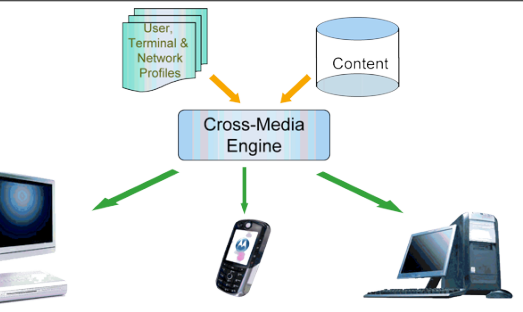 User,
Terminal &
Network
Profiles
Content
Cross-Media
Engine